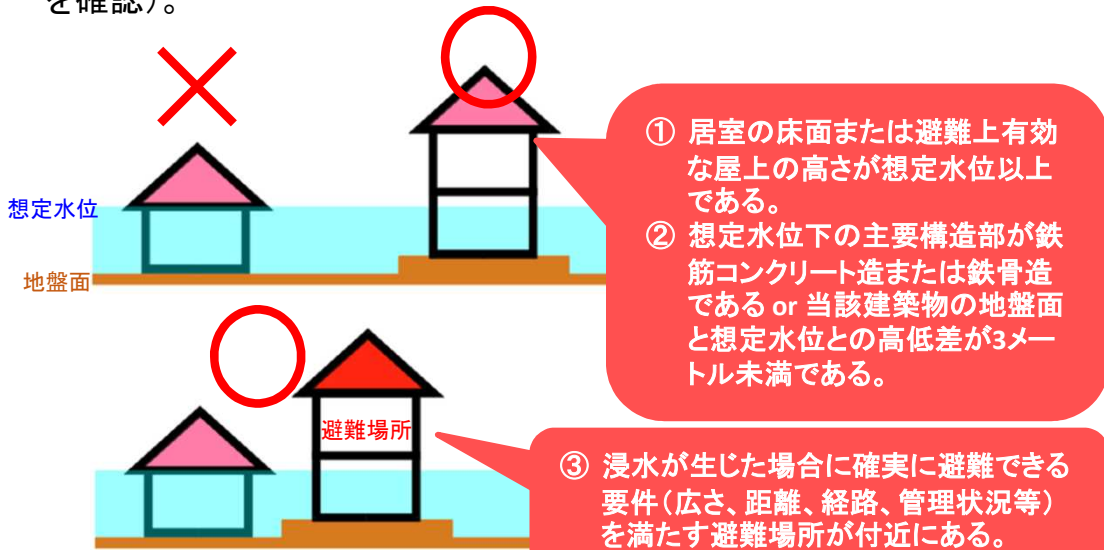 を確認）。
① 居室の床面または避難上有効
な屋上の高さが想定水位以上
である。
② 想定水位下の主要構造部が鉄
筋コンクリート造または鉄骨造
である or 当該建築物の地盤面
と想定水位との高低差が3メー
トル未満である。
想定水位
地盤面
避難場所
③ 浸水が生じた場合に確実に避難できる
要件（広さ、距離、経路、管理状況等）
を満たす避難場所が付近にある。